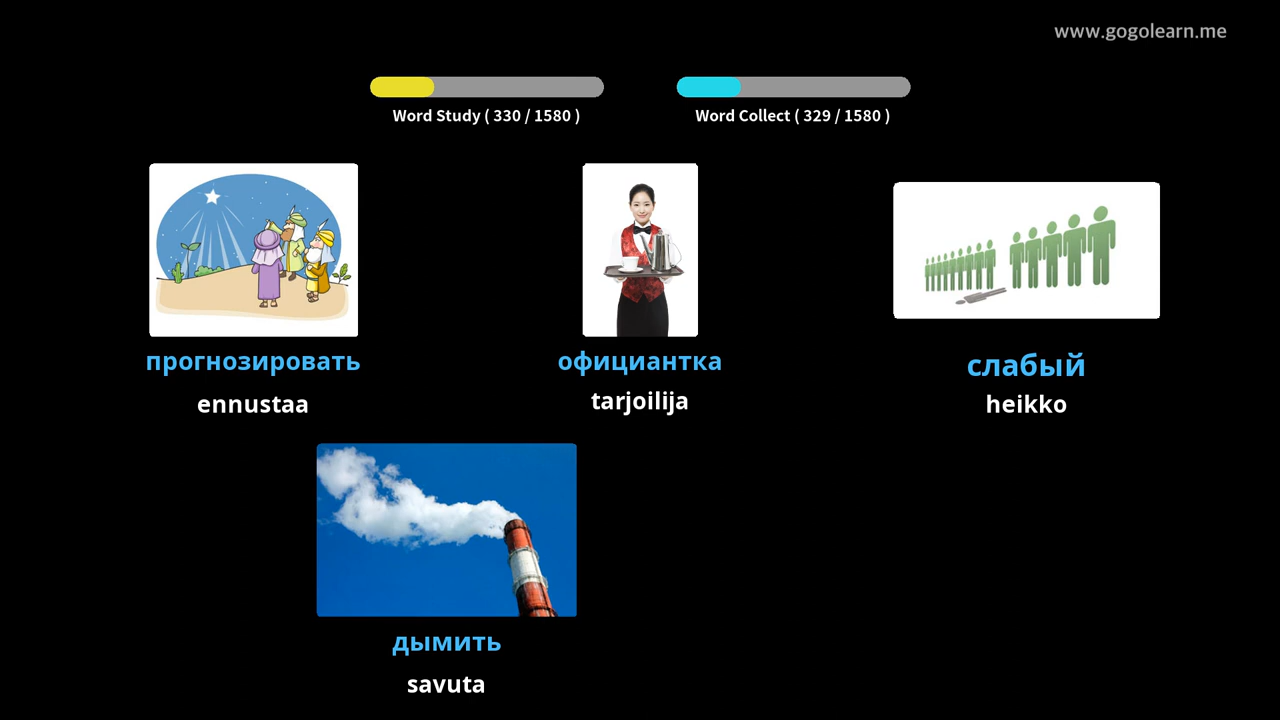 www.gogolearn.me
Word Study ( 330 / 1580 )
Word Collect ( 329 / 1580 )
прогнозировать
ennustaa
официантка
tarjoilija
слабый
heikko
дымить
savuta